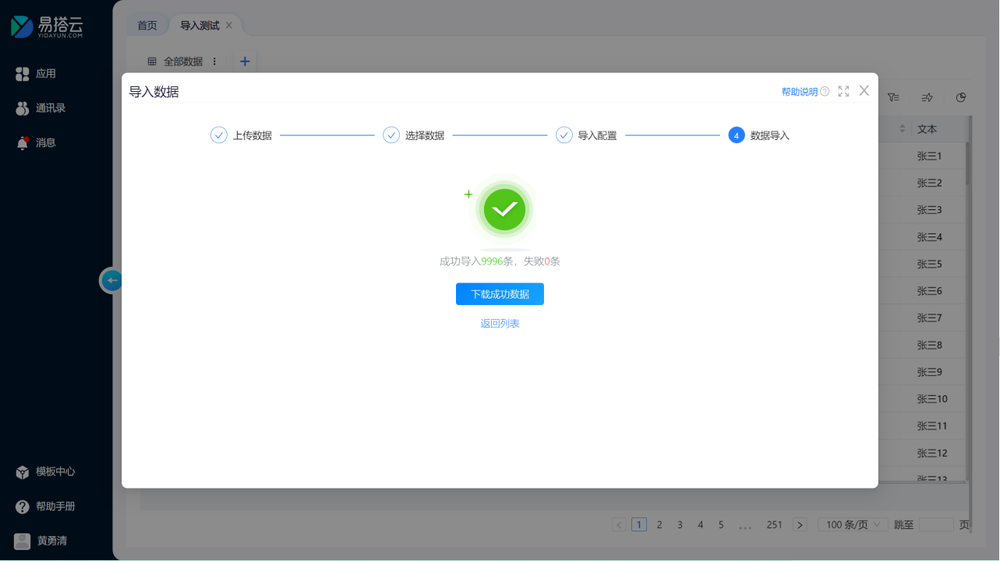 易搭云
YIDAYUN.COM
首页
导入测试
应用
通讯录
消息
全部数据
导入数据
帮助说明
上传数据
选择数据
导入配置
4 数据导入
成功导入9996条，失败0条
下载成功数据
返回列表
文本
张三1
张三2
张三3
张三4
张三5
张三6
张三7
张三8
张三9
张三10
张三11
张三12
张三13
1 2 3 4 5 ... 251 100 条/页 跳至 页
模板中心
帮助手册
黄勇清